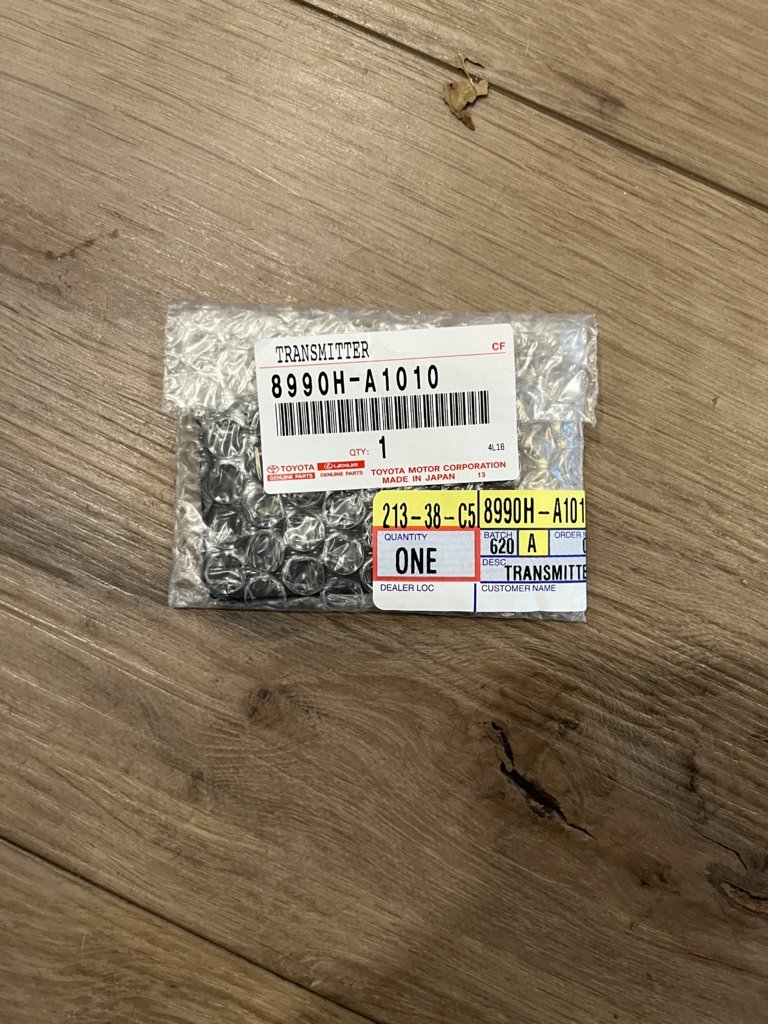 TRANSMITTER
CF
8990H-A1010
QTY: 1
4L16
TOYOTA
GENUINE PARTS
LEXUS
GENUINE PARTS
TOYOTA MOTOR CORPORATION
MADE IN JAPAN 13
213-38-C5
8990H-A101
QUANTITY
ONE
BATCH
620
A
ORDER
DESC
TRANSMITTE
DEALER LOC
CUSTOMER NAME